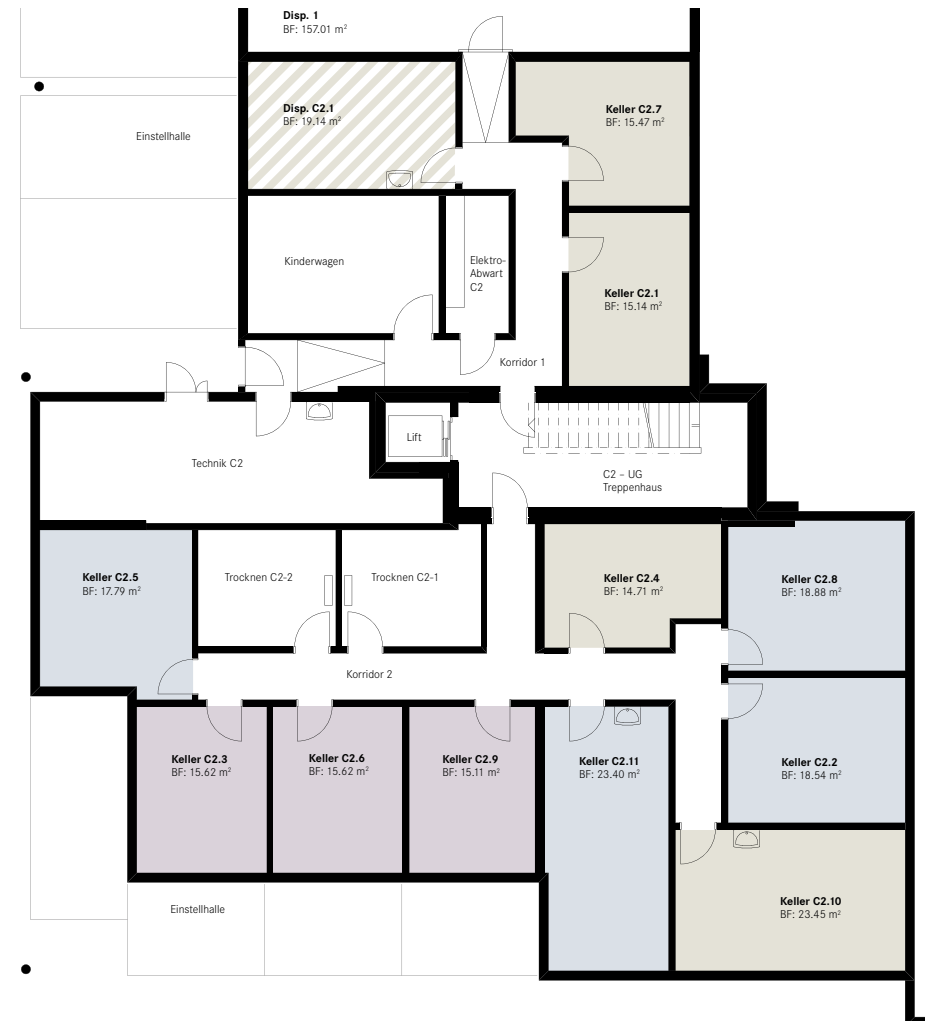 Disp. 1
BF: 157.01 m²
Disp. C2.1
BF: 19.14 m²
Keller C2.7
BF: 15.47 m²
Einstellhalle
Kinderwagen
Elektro-
Abwart
C2
Keller C2.1
BF: 15.14 m²
Korridor 1
Lift
Technik C2
C2 – UG
Treppenhaus
Keller C2.5
BF: 17.79 m²
Trocknen C2-2
Trocknen C2-1
Keller C2.4
BF: 14.71 m²
Keller C2.8
BF: 18.88 m²
Korridor 2
Keller C2.3
BF: 15.62 m²
Keller C2.6
BF: 15.62 m²
Keller C2.9
BF: 15.11 m²
Keller C2.11
BF: 23.40 m²
Keller C2.2
BF: 18.54 m²
Einstellhalle
Keller C2.10
BF: 23.45 m²